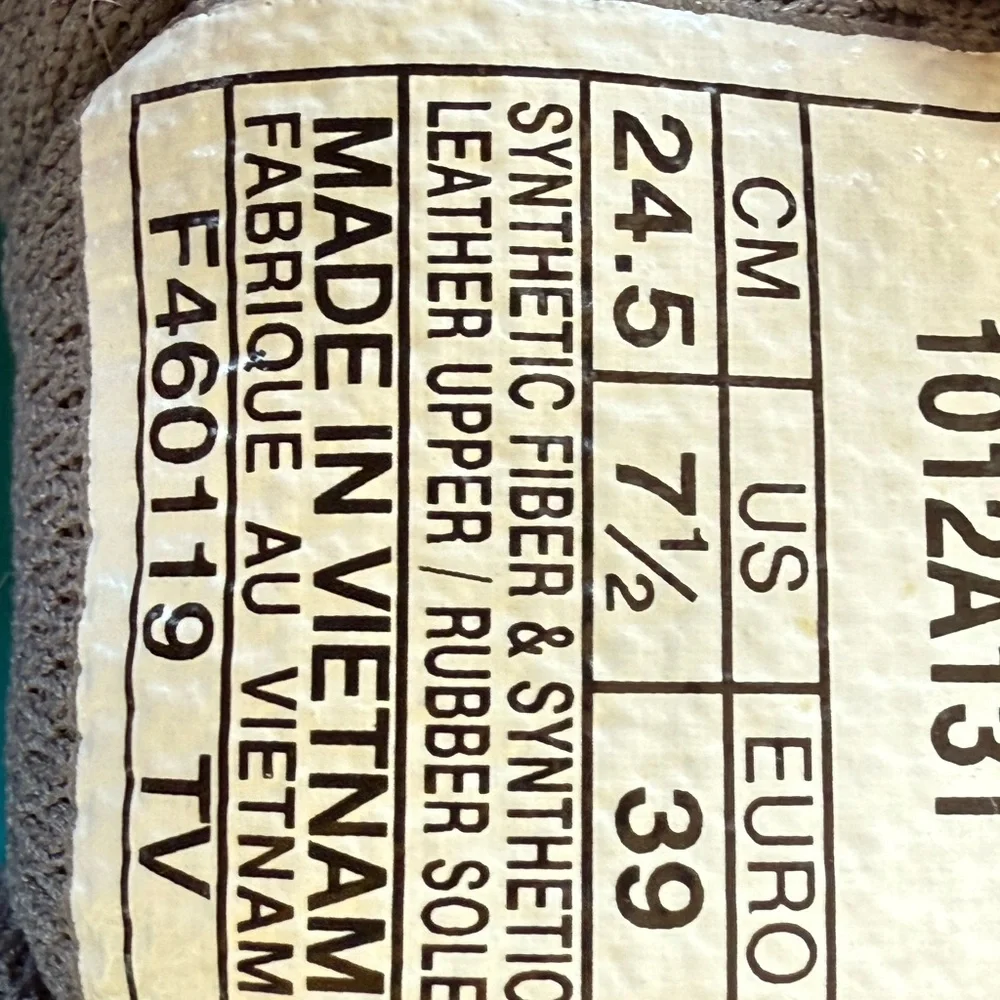 1012A131
CM US EURO
24.5 7½ 39
SYNTHETIC FIBER & SYNTHETIC
LEATHER UPPER / RUBBER SOLE
MADE IN VIETNAM
FABRIQUE AU VIETNAM
F460119 TV